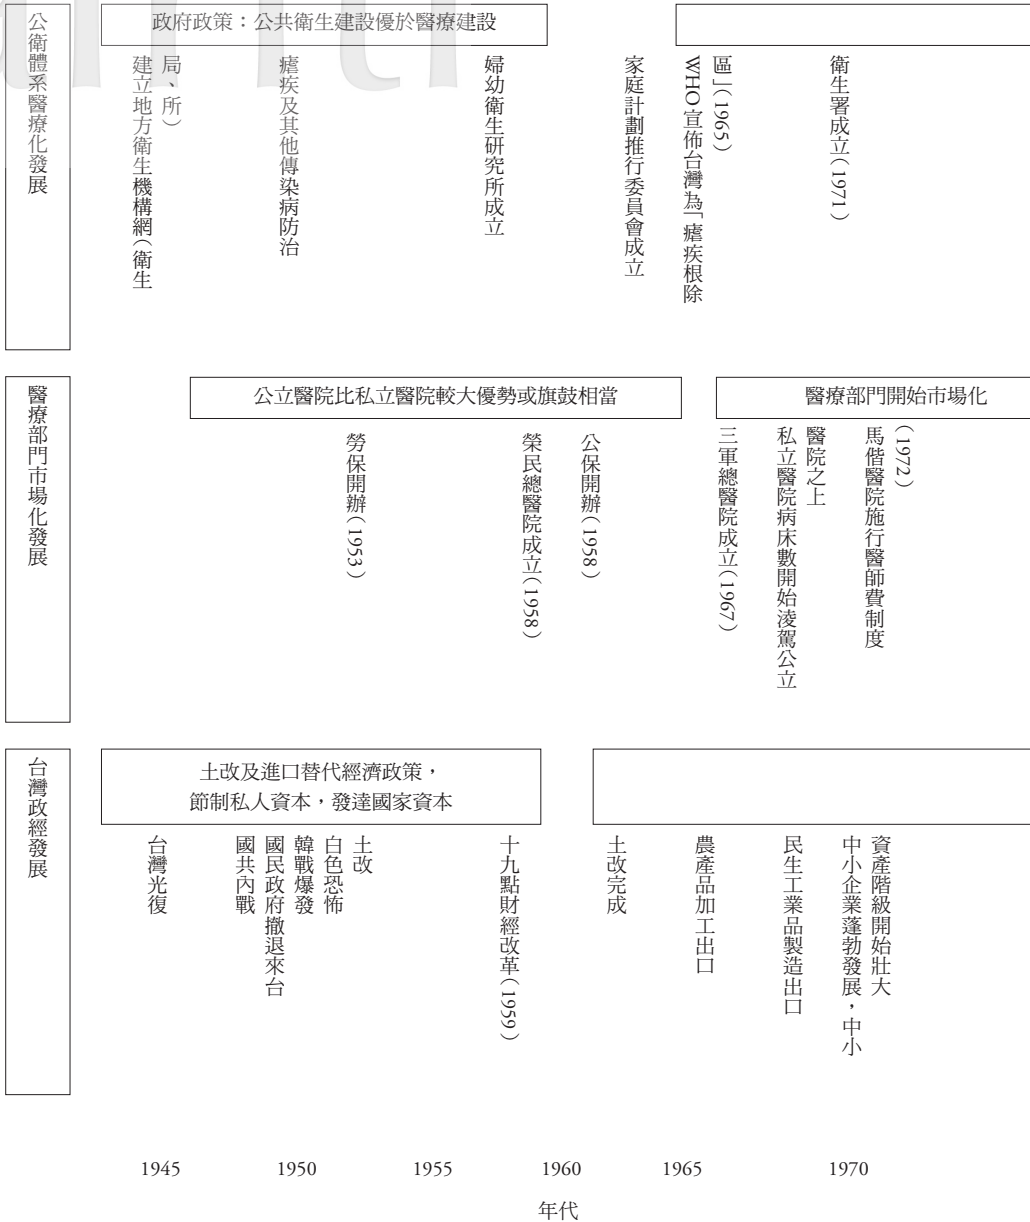 公衛體系醫療化發展
政府政策：公共衛生建設優於醫療建設
建立地方衛生機構網（衛生
局、所）
瘧疾及其他傳染病防治
婦幼衛生研究所成立
家庭計劃推行委員會成立
WHO宣佈台灣為「瘧疾根除
區」（1965）
衛生署成立（1971）
醫療部門市場化發展
公立醫院比私立醫院較大優勢或旗鼓相當
醫療部門開始市場化
勞保開辦（1953）
榮民總醫院成立（1958）
公保開辦（1958）
三軍總醫院成立（1967）
私立醫院病床數開始淩駕公立
醫院之上
馬偕醫院施行醫師費制度
（1972）
台灣政經發展
土改及進口替代經濟政策，
節制私人資本，發達國家資本
台灣光復
國共內戰
國民政府撤退來台
韓戰爆發
白色恐怖
土改
十九點財經改革（1959）
土改完成
農產品加工出口
民生工業品製造出口
中小企業蓬勃發展，中小
資產階級開始壯大
1945 1950 1955 1960 1965 1970
年代